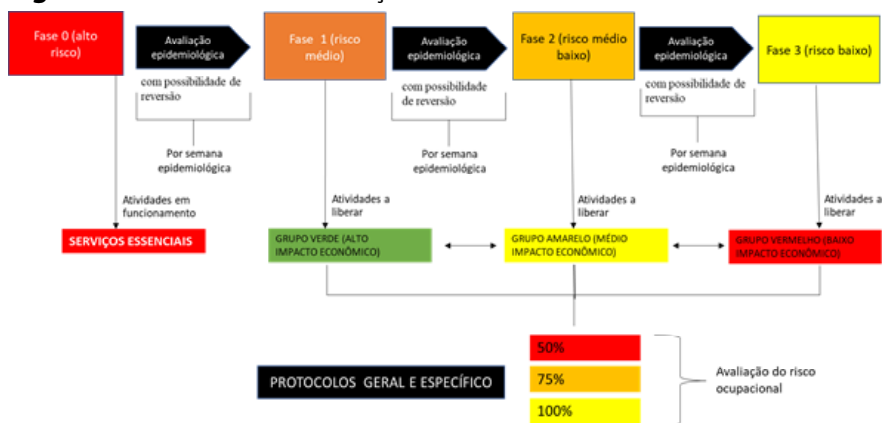 Fase 0 (alto
risco)
Avaliação
epidemiológica
Fase 1 (risco
médio)
Avaliação
epidemiológica
Fase 2 (risco médio
baixo)
Avaliação
epidemiológica
Fase 3 (risco baixo)
com possibilidade de
reversão
com possibilidade
de reversão
com possibilidade
de reversão
Por semana
epidemiológica
Por semana
epidemiológica
Por semana
epidemiológica
Atividades em
funcionamento
Atividades a
liberar
Atividades a
liberar
Atividades a
liberar
SERVIÇOS ESSENCIAIS
GRUPO VERDE (ALTO
IMPACTO ECONÔMICO)
GRUPO AMARELO (MÉDIO
IMPACTO ECONÔMICO)
GRUPO VERMELHO (BAIXO
IMPACTO ECONÔMICO)
PROTOCOLOS GERAL E ESPECÍFICO
50%
75%
100%
Avaliação do risco
ocupacional